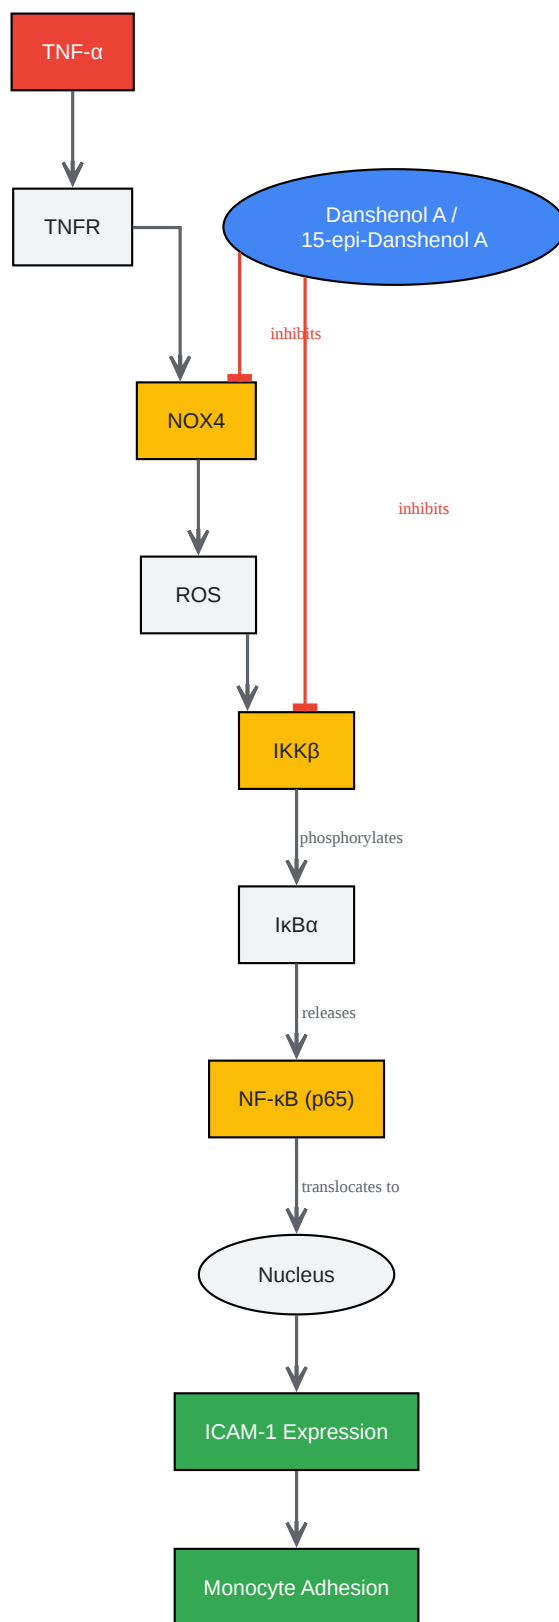 TNF-α
TNFR
Danshenol A /
15-epi-Danshenol A
inhibits
NOX4
inhibits
ROS
IKKβ
phosphorylates
IκBα
releases
NF-κB (p65)
translocates to
Nucleus
ICAM-1 Expression
Monocyte Adhesion